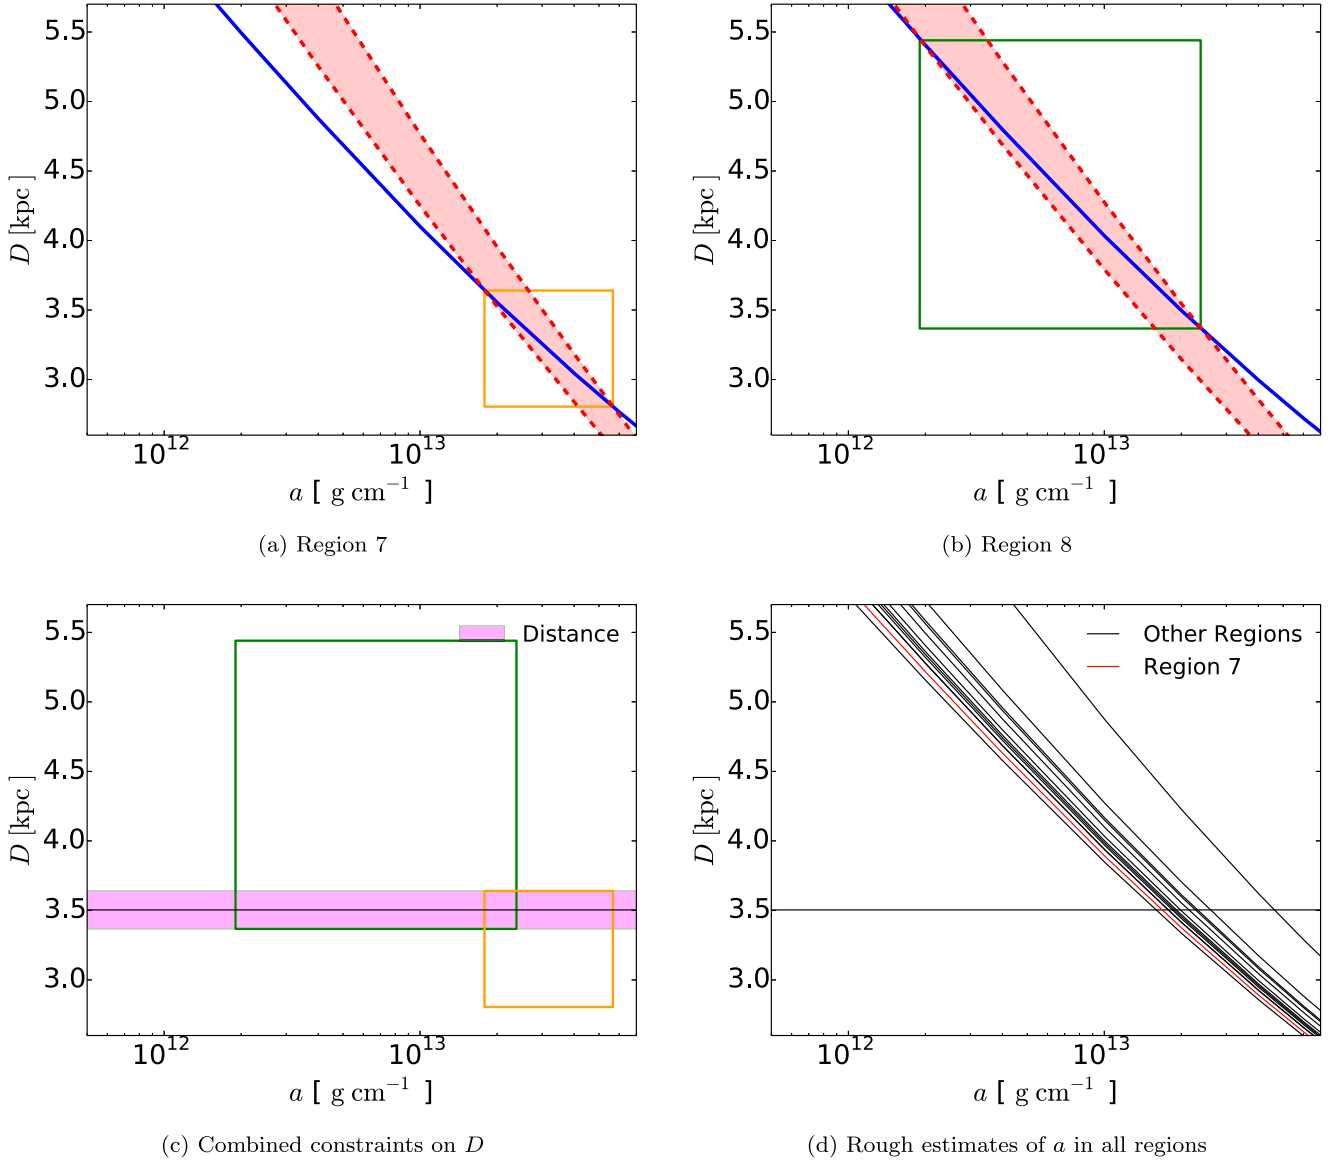 5.5
5.0
4.5
4.0
3.5
3.0
D [kpc]
10^12 10^13
a [ g cm^−1 ]
(a) Region 7
5.5
5.0
4.5
4.0
3.5
3.0
D [kpc]
10^12 10^13
a [ g cm^−1 ]
(b) Region 8
Distance
5.5
5.0
4.5
4.0
3.5
3.0
D [kpc]
10^12 10^13
a [ g cm^−1 ]
(c) Combined constraints on D
Other Regions
Region 7
5.5
5.0
4.5
4.0
3.5
3.0
D [kpc]
10^12 10^13
a [ g cm^−1 ]
(d) Rough estimates of a in all regions